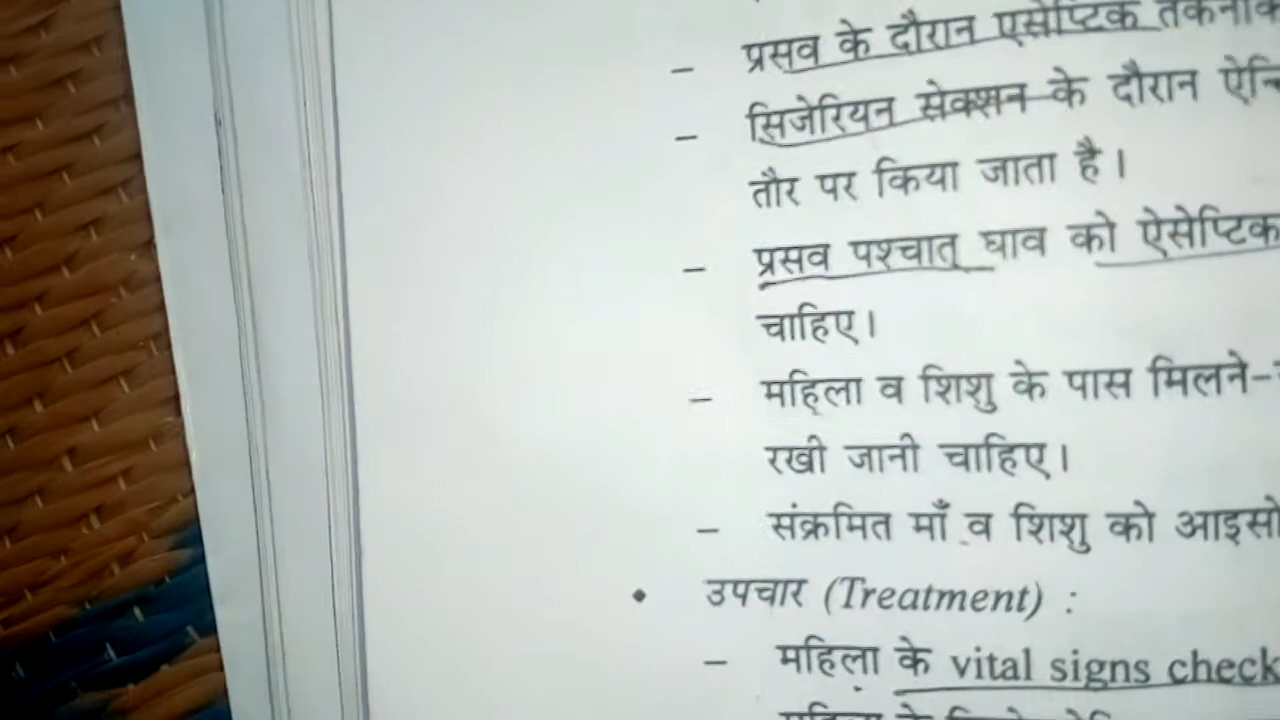 - प्रसव के दौरान एसेप्टिक
- सिजेरियन सेक्शन के दौरान
तौर पर किया जाता है।
- प्रसव पश्चात् घाव को ऐसेप्टिक
चाहिए।
- महिला व शिशु के पास मिलने-
रखी जानी चाहिए।
- संक्रमित माँ व शिशु को
• उपचार (Treatment) :
- महिला के vital signs check